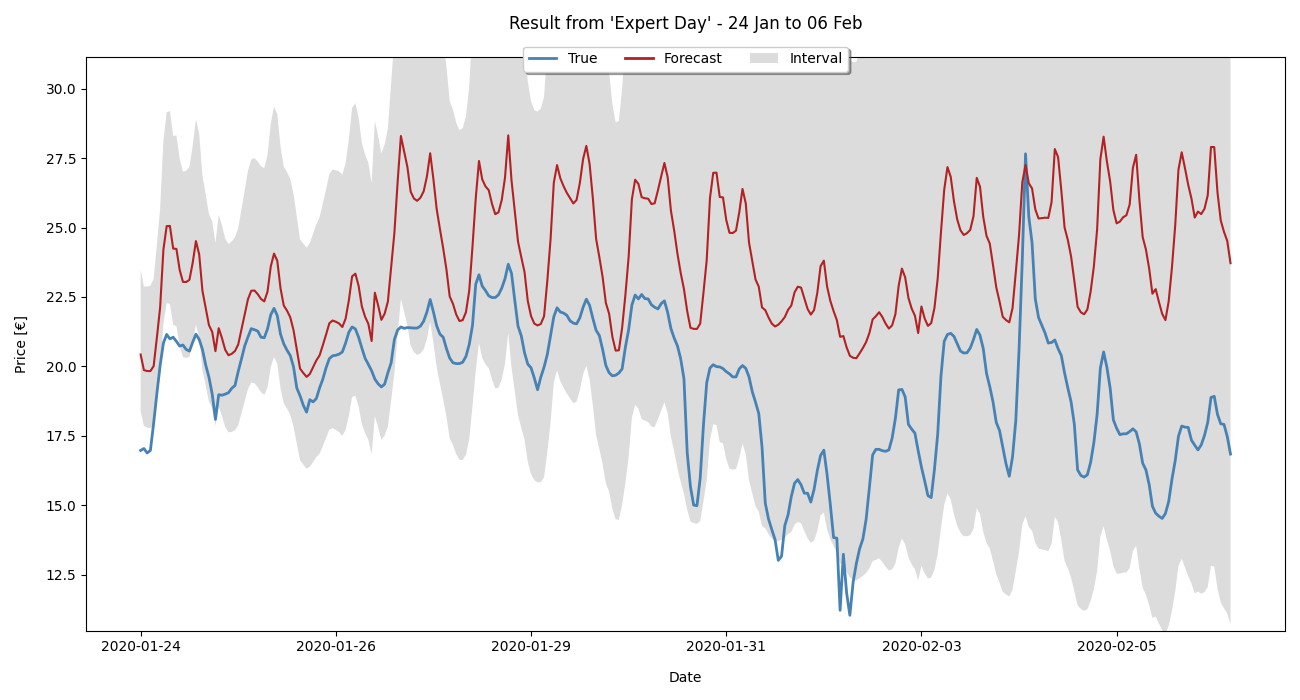 Result from 'Expert Day' - 24 Jan to 06 Feb
True
Forecast
Interval
Price [€]
30.0
27.5
25.0
22.5
20.0
17.5
15.0
12.5
2020-01-24
2020-01-26
2020-01-29
2020-01-31
2020-02-03
2020-02-05
Date